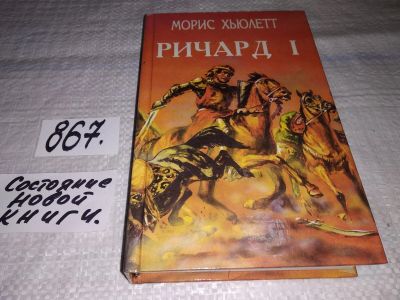 МОРИС ХЬЮЛЕТТ
РИЧАРД I
867.
Состояние
Новой
книги.